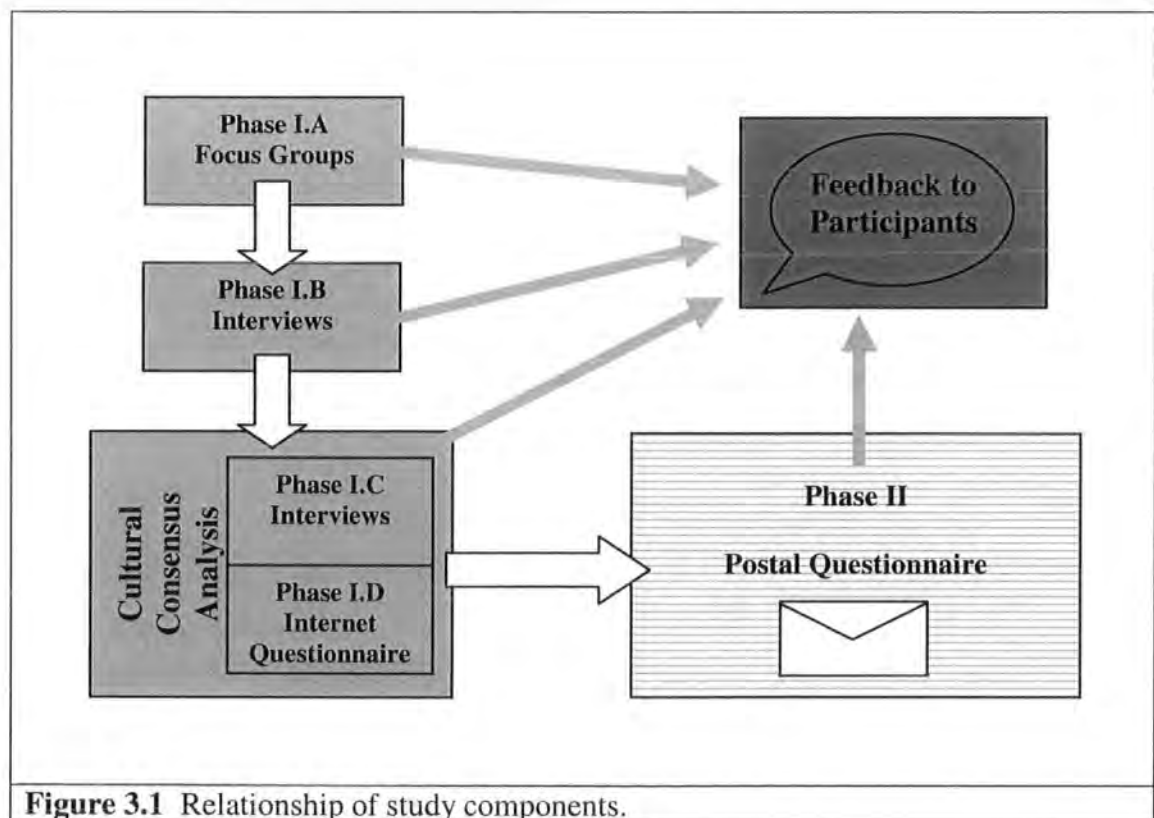 Phase I.A
Focus Groups
Feedback to
Participants
Phase I.B
Interviews
Cultural
Consensus
Analysis
Phase I.C
Interviews
Phase I.D
Internet
Questionnaire
Phase II
Postal Questionnaire
Figure 3.1 Relationship of study components.